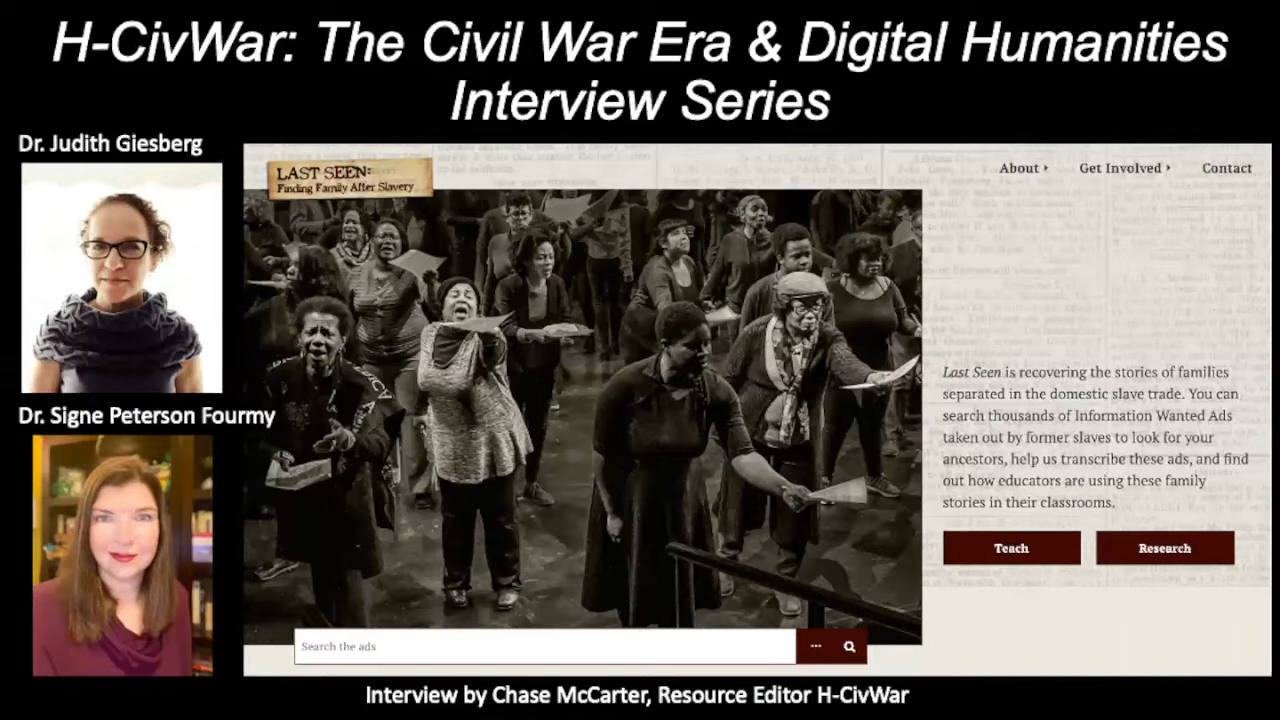 H-CivWar: The Civil War Era & Digital Humanities
Interview Series
Dr. Judith Giesberg
Dr. Signe Peterson Fourmy
LAST SEEN:
Finding Family After Slavery
About
Get Involved
Contact
Last Seen is recovering the stories of families
separated in the domestic slave trade. You can
search thousands of Information Wanted Ads
taken out by former slaves to look for your
ancestors, help us transcribe these ads, and find
out how educators are using these family
stories in their classrooms.
Teach
Research
Search the ads
Interview by Chase McCarter, Resource Editor H-CivWar